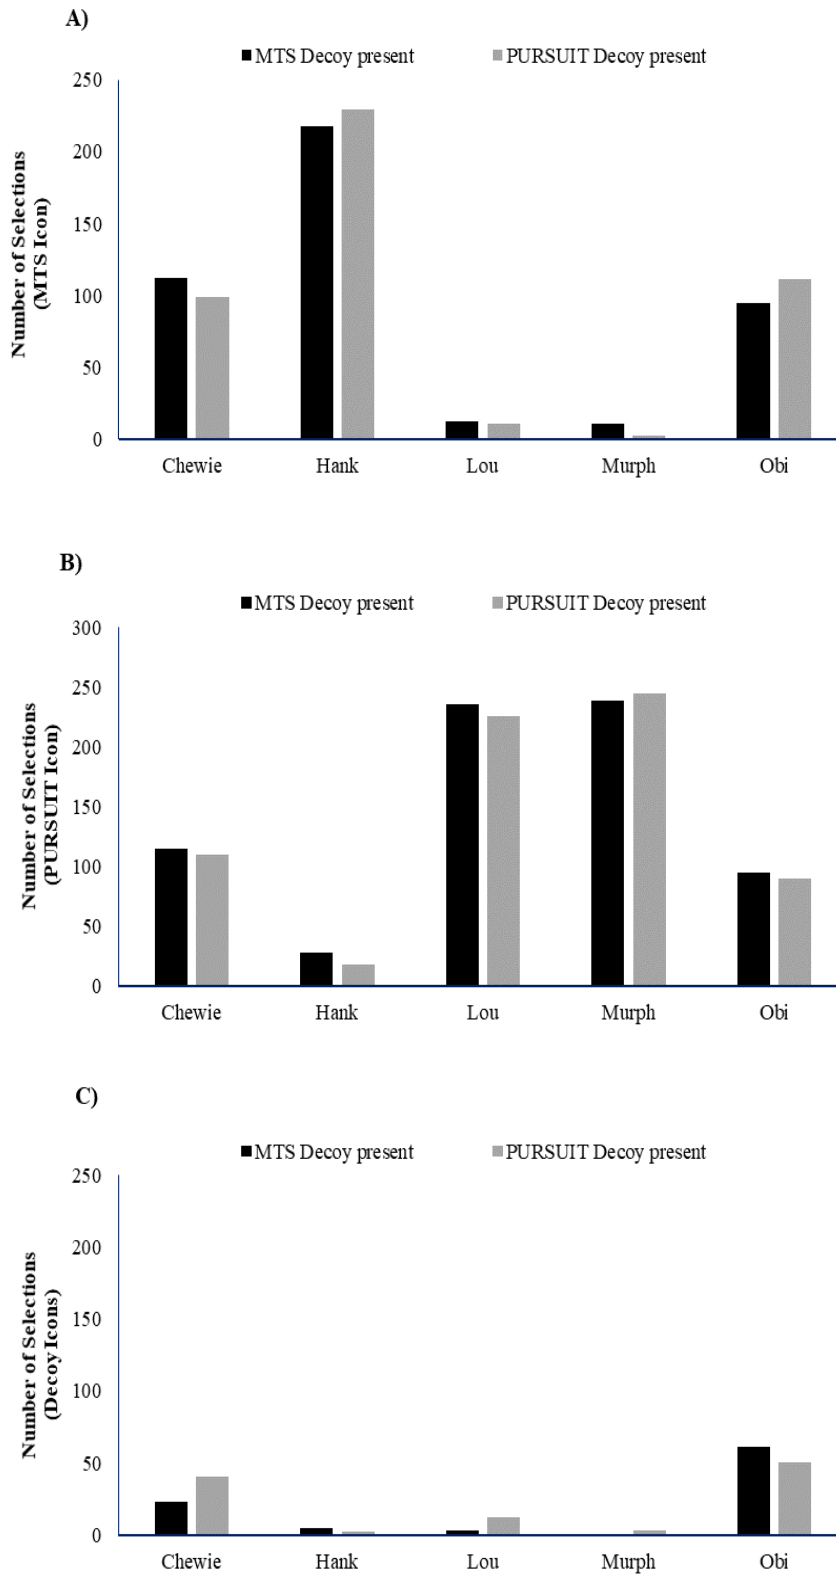 A)
MTS Decoy present PURSUIT Decoy present
Number of Selections
(MTS Icon)
250
200
150
100
50
0
Chewie Hank Lou Murph Obi
B)
MTS Decoy present PURSUIT Decoy present
Number of Selections
(PURSUIT Icon)
300
250
200
150
100
50
0
Chewie Hank Lou Murph Obi
C)
MTS Decoy present PURSUIT Decoy present
Number of Selections
(Decoy Icons)
250
200
150
100
50
0
Chewie Hank Lou Murph Obi